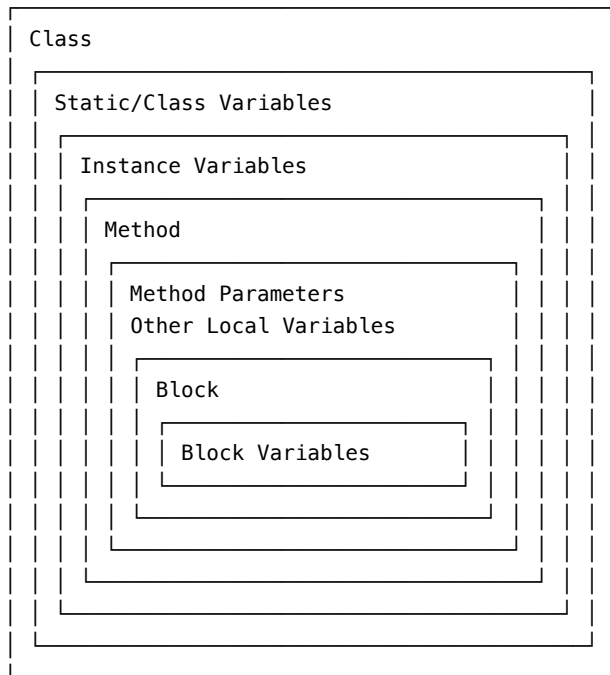 Class
Static/Class Variables
Instance Variables
Method
Method Parameters
Other Local Variables
Block
Block Variables